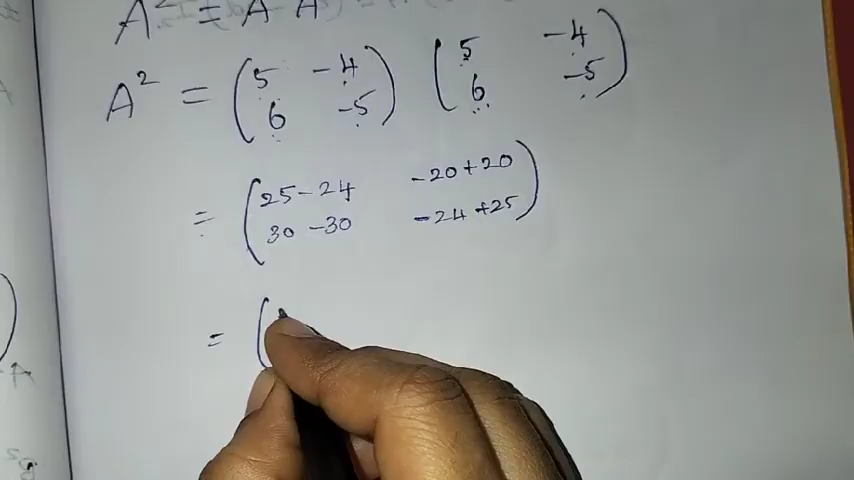 A² = A A
A² = (5 -4 6 -5) (5 -4 6 -5)
= (25-24 -20+20
30-30 -24+25)
= (